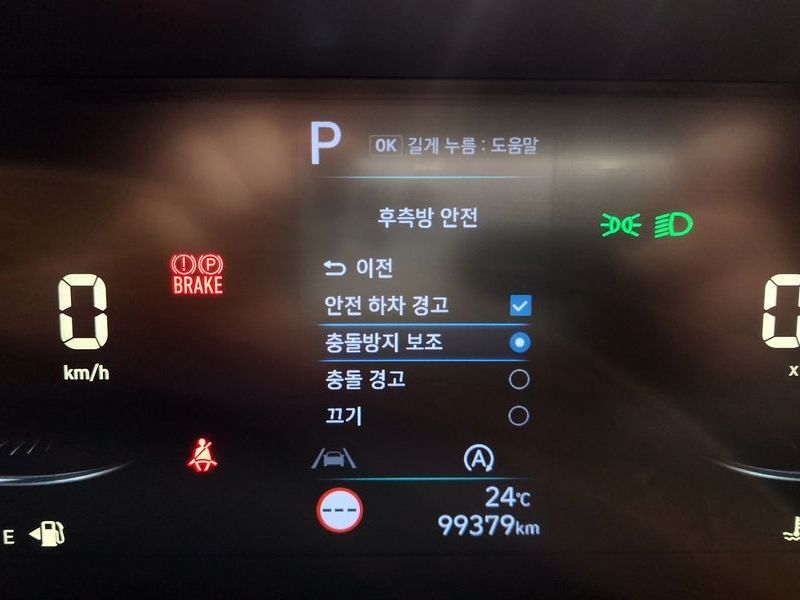 P OK 길게 누름 : 도움말
후측방 안전
이전
안전 하차 경고
충돌방지 보조
충돌 경고
끄기
(!) (P)
BRAKE
0
km/h
0
x
A
---
24°C
99379km
E